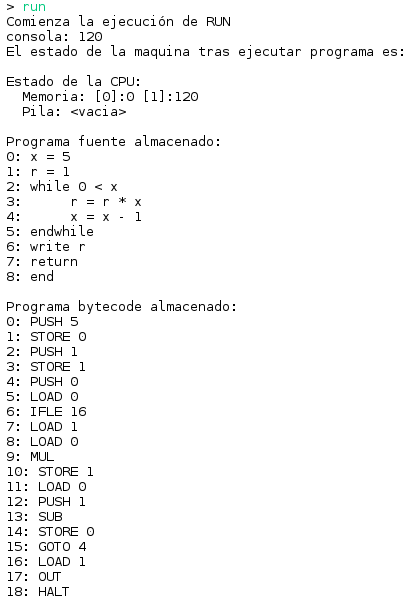 > run
Comienza la ejecución de RUN
consola: 120
El estado de la maquina tras ejecutar programa es:
Estado de la CPU:
  Memoria: [0]:0 [1]:120
  Pila: <vacia>
Programa fuente almacenado:
0: x = 5
1: r = 1
2: while 0 < x
3:      r = r * x
4:      x = x - 1
5: endwhile
6: write r
7: return
8: end
Programa bytecode almacenado:
0: PUSH 5
1: STORE 0
2: PUSH 1
3: STORE 1
4: PUSH 0
5: LOAD 0
6: IFLE 16
7: LOAD 1
8: LOAD 0
9: MUL
10: STORE 1
11: LOAD 0
12: PUSH 1
13: SUB
14: STORE 0
15: GOTO 4
16: LOAD 1
17: OUT
18: HALT